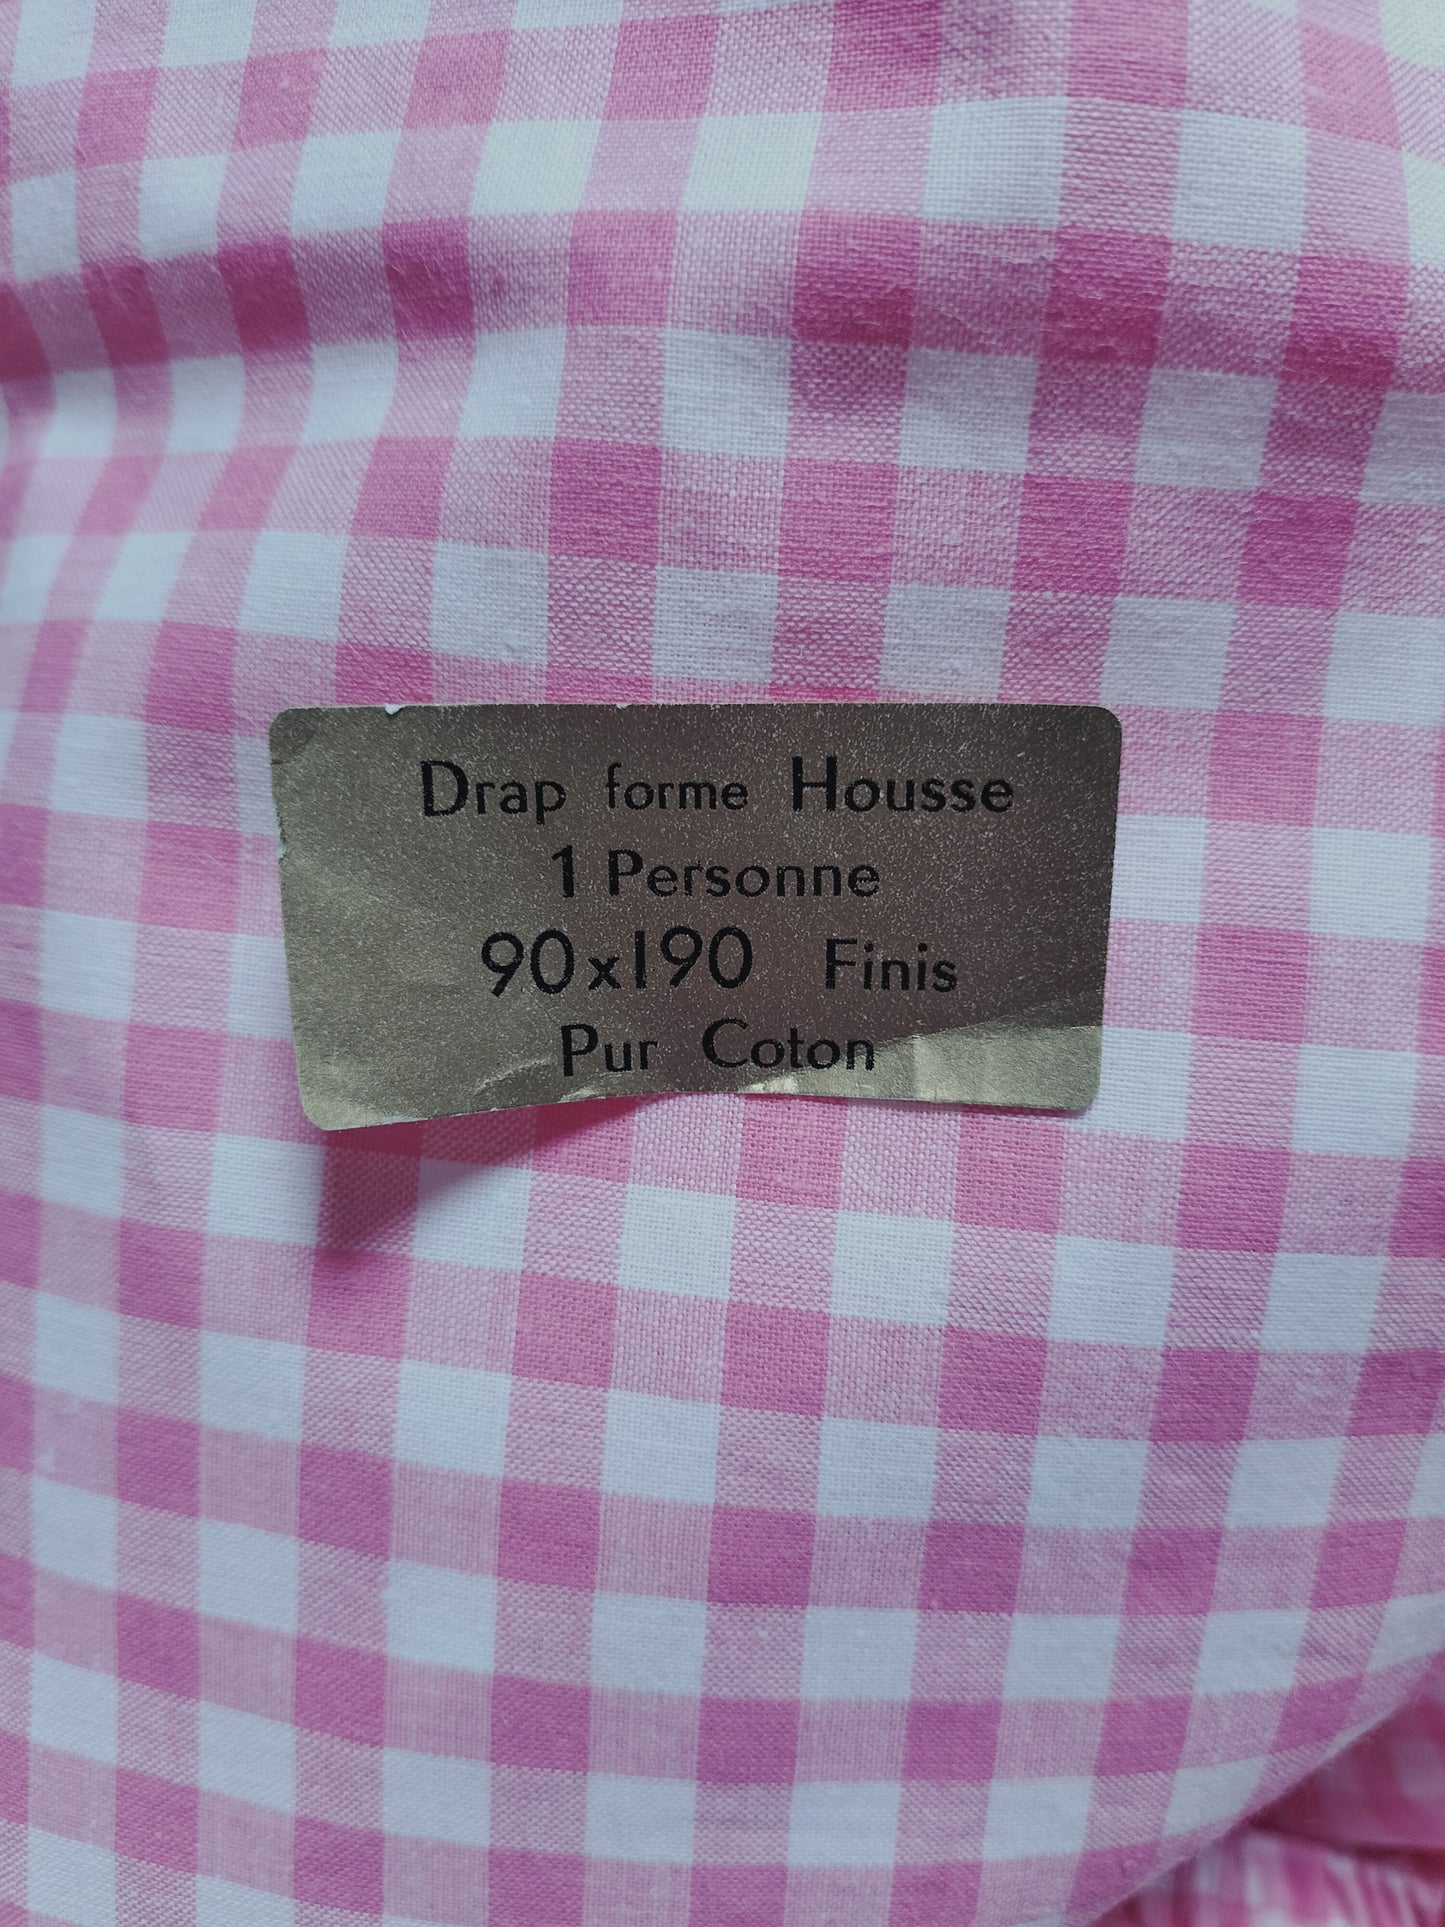 Drap forme Housse
1 Personne
90x190 Finis
Pur Coton